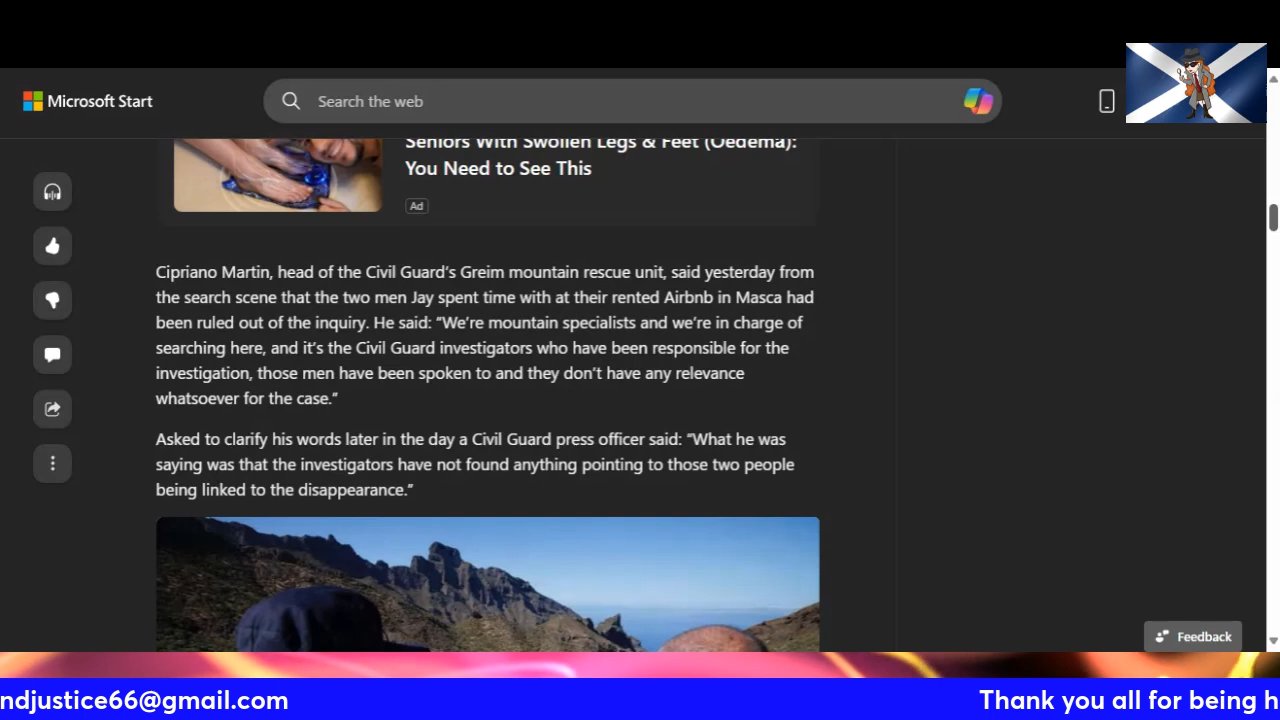 Microsoft Start
Search the web
Seniors With Swollen Legs & Feet (Oedema):
You Need to See This
Ad
Cipriano Martin, head of the Civil Guard’s Greim mountain rescue unit, said yesterday from
the search scene that the two men Jay spent time with at their rented Airbnb in Masca had
been ruled out of the inquiry. He said: “We’re mountain specialists and we’re in charge of
searching here, and it’s the Civil Guard investigators who have been responsible for the
investigation, those men have been spoken to and they don’t have any relevance
whatsoever for the case.”
Asked to clarify his words later in the day a Civil Guard press officer said: “What he was
saying was that the investigators have not found anything pointing to those two people
being linked to the disappearance.”
Feedback
ndjustice66@gmail.com
Thank you all for being h